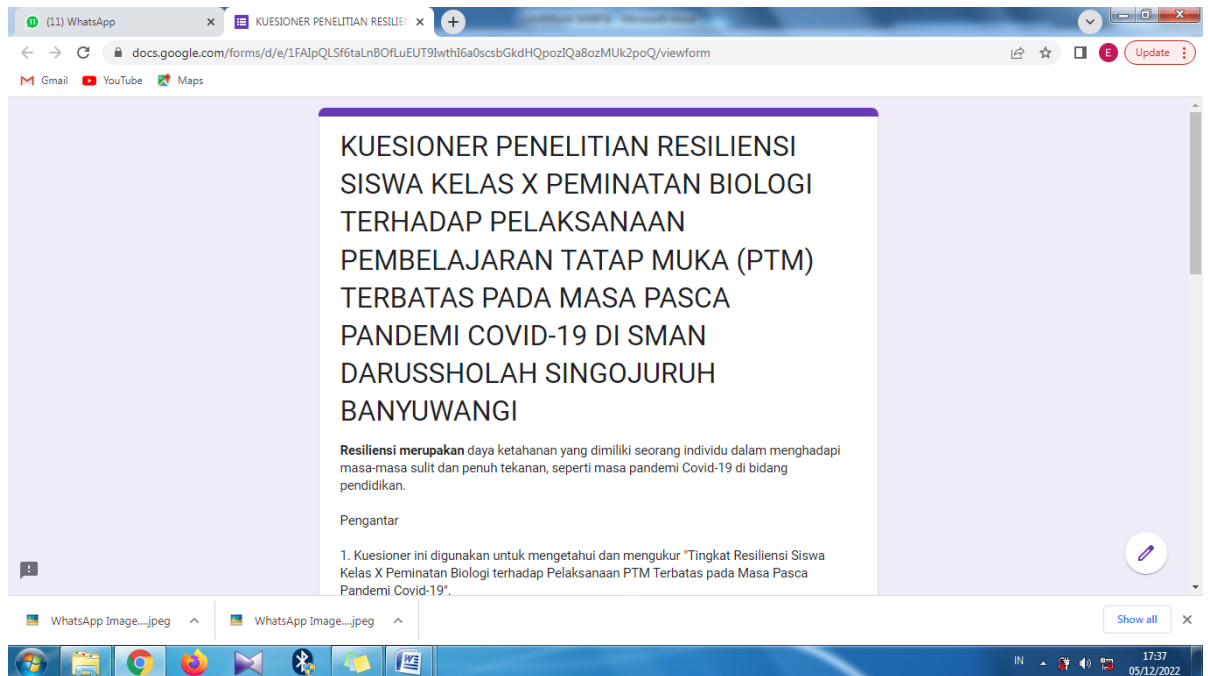 (11) WhatsApp
KUESIONER PENELITIAN RESILIE
docs.google.com/forms/d/e/1FAIpQLSf6taLnBOfLuEUT9IwthI6a0scsbGkdHQpozIQa8ozMUk2poQ/viewform
E
Update
Gmail
YouTube
Maps
KUESIONER PENELITIAN RESILIENSI
SISWA KELAS X PEMINATAN BIOLOGI
TERHADAP PELAKSANAAN
PEMBELAJARAN TATAP MUKA (PTM)
TERBATAS PADA MASA PASCA
PANDEMI COVID-19 DI SMAN
DARUSSHOLAH SINGOJURUH
BANYUWANGI
Resiliensi merupakan daya ketahanan yang dimiliki seorang individu dalam menghadapi
masa-masa sulit dan penuh tekanan, seperti masa pandemi Covid-19 di bidang
pendidikan.
Pengantar
1. Kuesioner ini digunakan untuk mengetahui dan mengukur "Tingkat Resiliensi Siswa
Kelas X Peminatan Biologi terhadap Pelaksanaan PTM Terbatas pada Masa Pasca
Pandemi Covid-19".
WhatsApp Image....jpeg
WhatsApp Image....jpeg
Show all
IN
17:37
05/12/2022